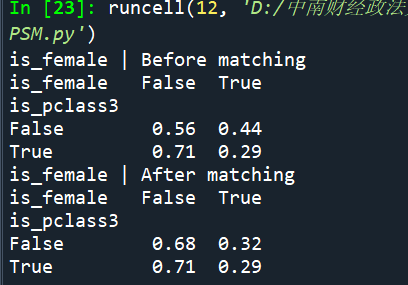 In [23]: runcell(12, 'D:/中南财经政法
PSM.py')
is_female | Before matching
is_female   False  True
is_pclass3
False        0.56  0.44
True         0.71  0.29
is_female | After matching
is_female   False  True
is_pclass3
False        0.68  0.32
True         0.71  0.29